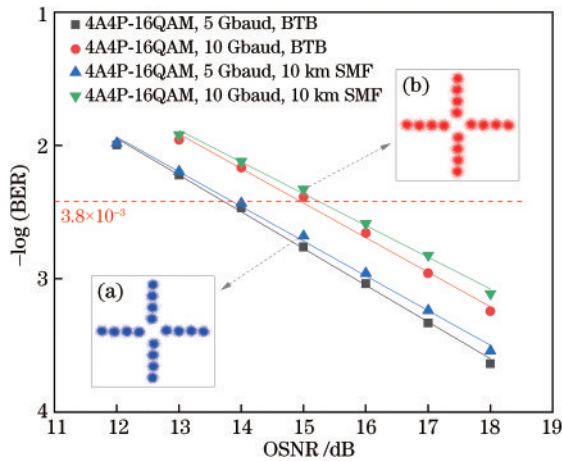 1
4A4P-16QAM, 5 Gbaud, BTB
4A4P-16QAM, 10 Gbaud, BTB
4A4P-16QAM, 5 Gbaud, 10 km SMF
4A4P-16QAM, 10 Gbaud, 10 km SMF
(b)
2
3.8×10⁻³
–log (BER)
3
(a)
4
11 12 13 14 15 16 17 18 19
OSNR /dB